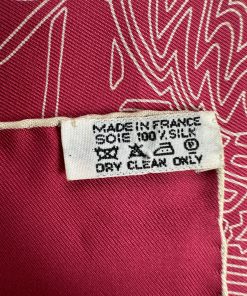 MADE IN FRANCE
SOIE 100% SILK
DRY CLEAN ONLY